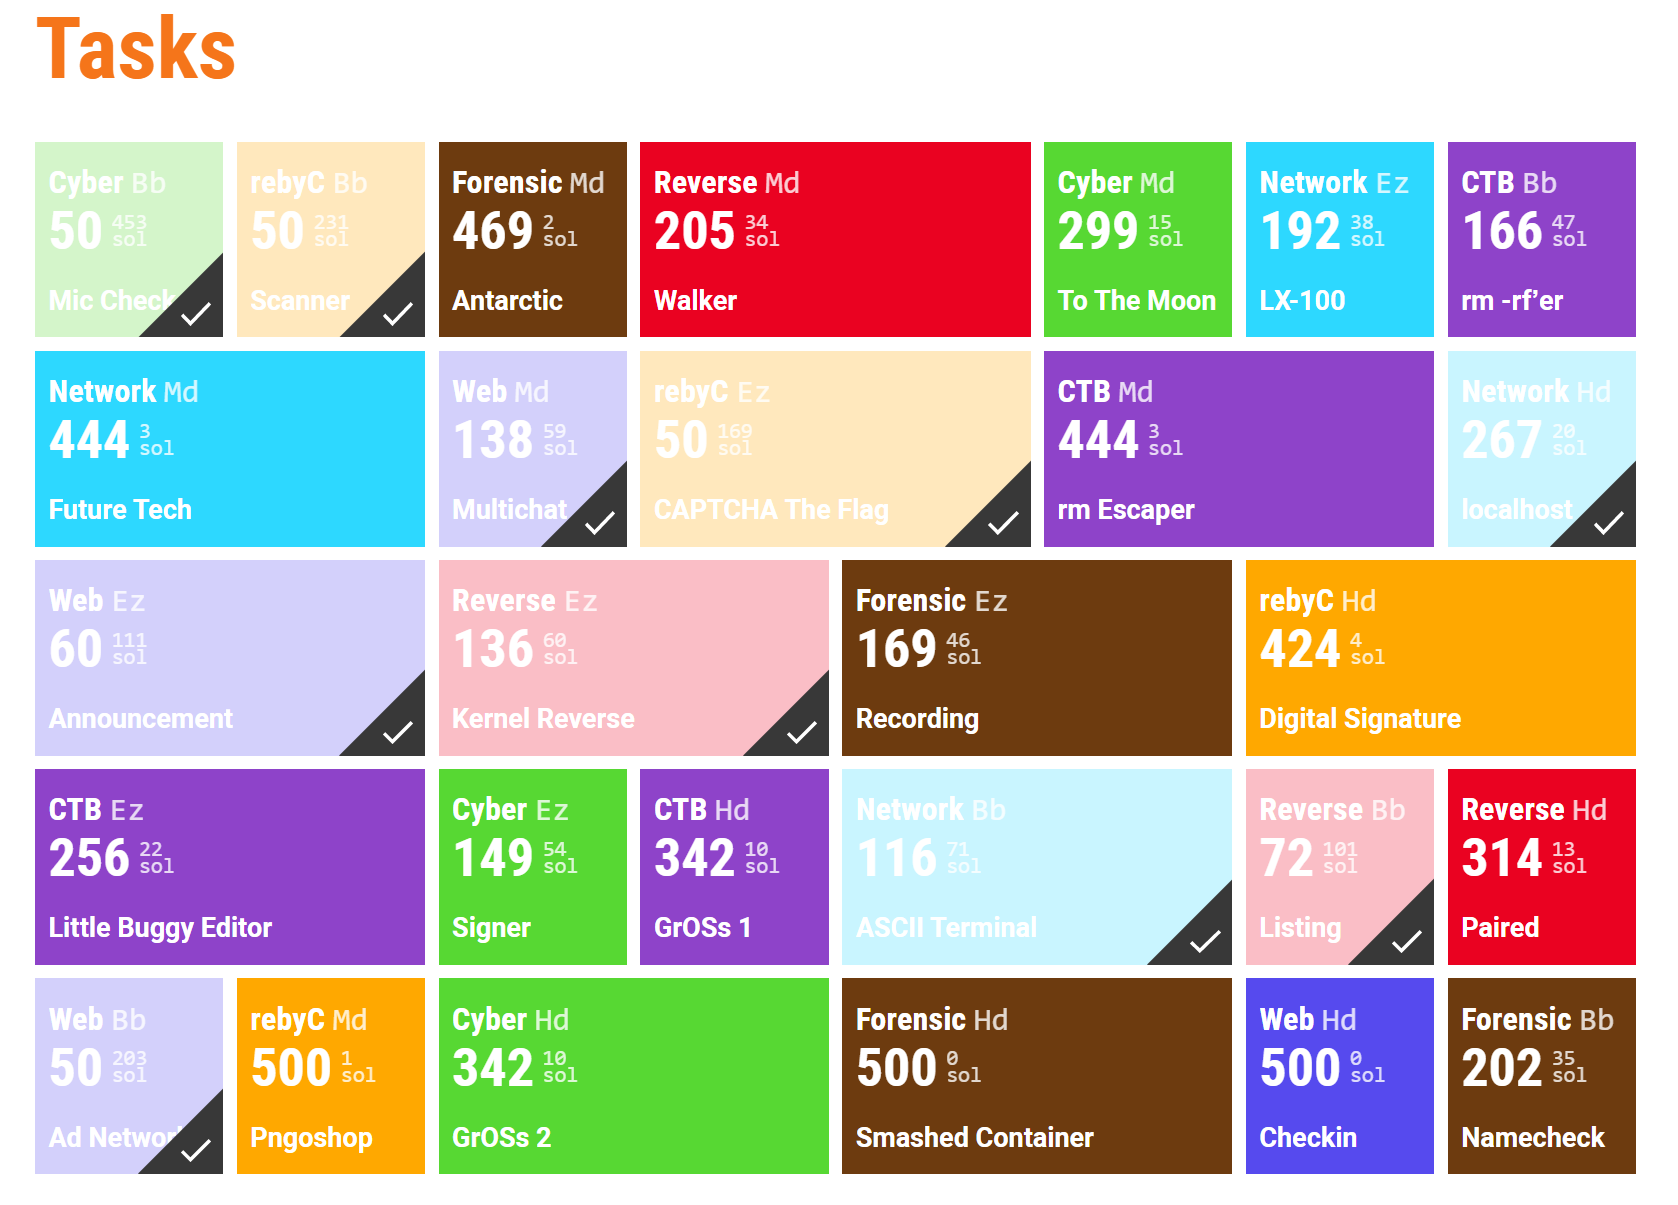 Tasks
Cyber Bb
50 453 sol
Mic Check
rebyC Bb
50 231 sol
Scanner
Forensic Md
469 2 sol
Antarctic
Reverse Md
205 34 sol
Walker
Cyber Md
299 15 sol
To The Moon
Network Ez
192 38 sol
LX-100
CTB Bb
166 47 sol
rm -rf’er
Network Md
444 3 sol
Future Tech
Web Md
138 59 sol
Multichat
rebyC Ez
50 169 sol
CAPTCHA The Flag
CTB Md
444 3 sol
rm Escaper
Network Hd
267 20 sol
localhost
Web Ez
60 111 sol
Announcement
Reverse Ez
136 60 sol
Kernel Reverse
Forensic Ez
169 46 sol
Recording
rebyC Hd
424 4 sol
Digital Signature
CTB Ez
256 22 sol
Little Buggy Editor
Cyber Ez
149 54 sol
Signer
CTB Hd
342 10 sol
GrOSs 1
Network Bb
116 71 sol
ASCII Terminal
Reverse Bb
72 101 sol
Listing
Reverse Hd
314 13 sol
Paired
Web Bb
50 203 sol
Ad Networ
rebyC Md
500 1 sol
Pngoshop
Cyber Hd
342 10 sol
GrOSs 2
Forensic Hd
500 0 sol
Smashed Container
Web Hd
500 0 sol
Checkin
Forensic Bb
202 35 sol
Namecheck